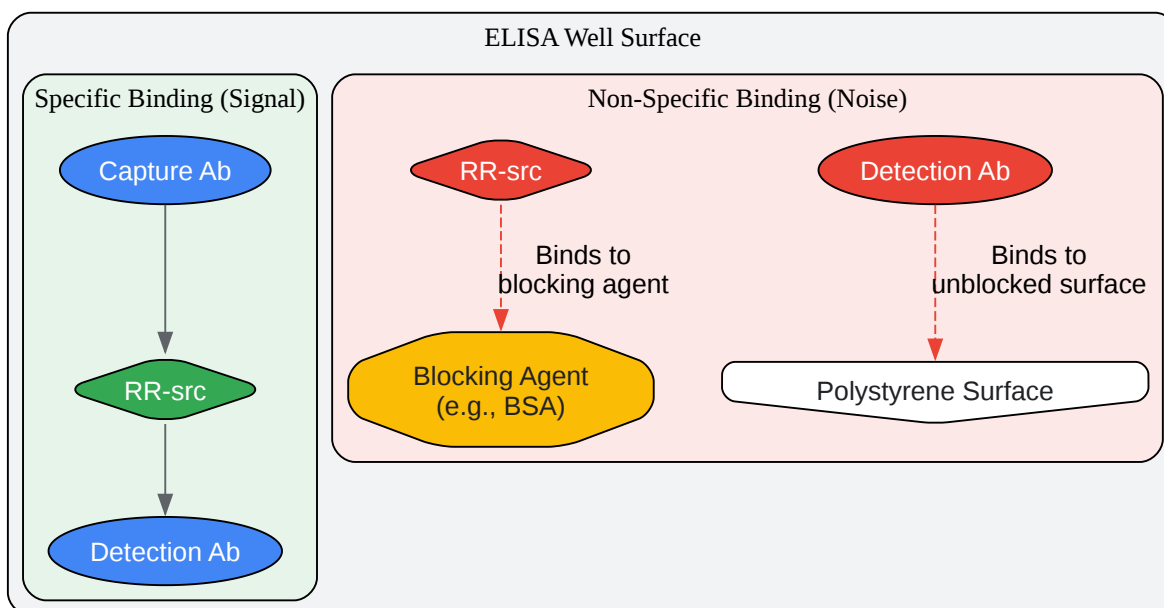 ELISA Well Surface
Specific Binding (Signal)
Capture Ab
RR-src
Detection Ab
Non-Specific Binding (Noise)
RR-src
Binds to
blocking agent
Blocking Agent
(e.g., BSA)
Detection Ab
Binds to
unblocked surface
Polystyrene Surface